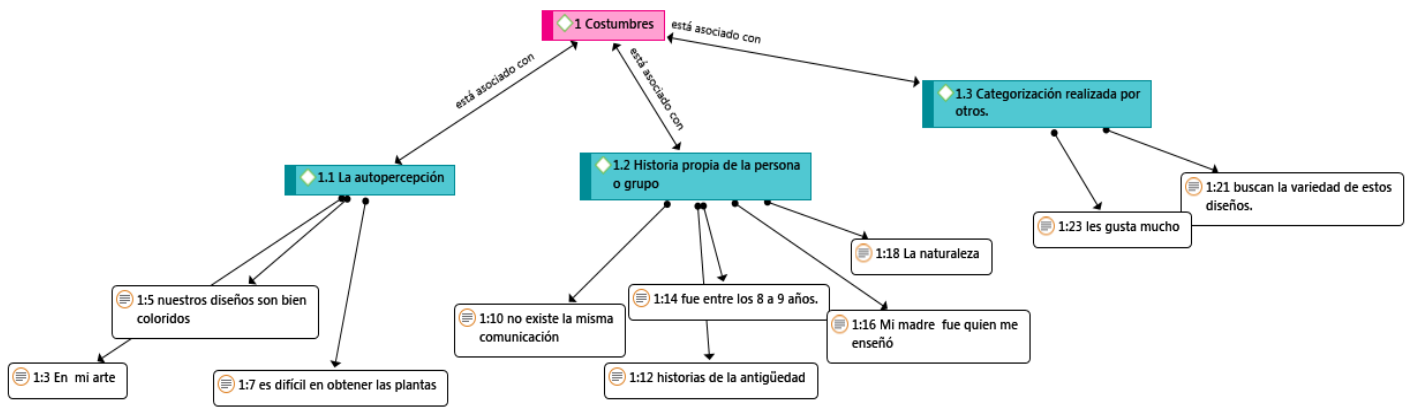 1 Costumbres
está asociado con
está asociado con
está asociado con
1.3 Categorización realizada por
otros.
1.1 La autopercepción
1.2 Historia propia de la persona
o grupo
1:21 buscan la variedad de estos
diseños.
1:23 les gusta mucho
1:18 La naturaleza
1:5 nuestros diseños son bien
coloridos
1:14 fue entre los 8 a 9 años.
1:10 no existe la misma
comunicación
1:16 Mi madre  fue quien me
enseñó
1:3 En  mi arte
1:7 es difícil en obtener las plantas
1:12 historias de la antigüedad